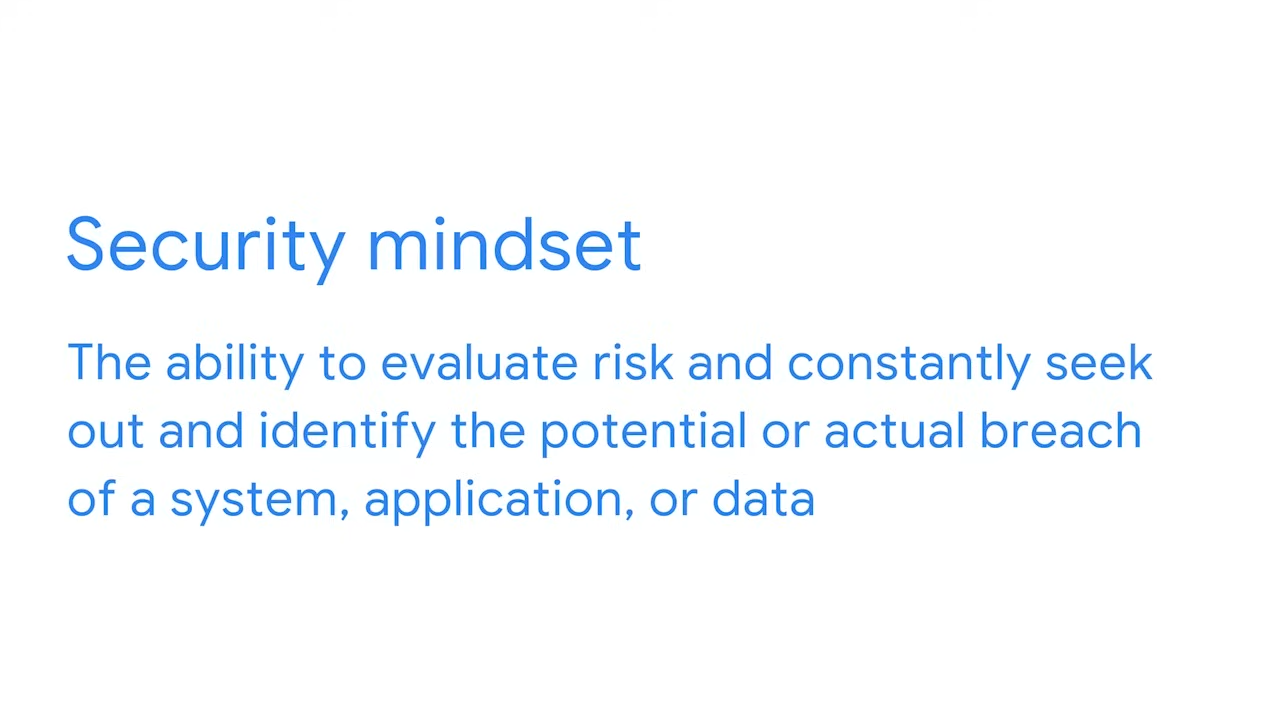 Security mindset
The ability to evaluate risk and constantly seek
out and identify the potential or actual breach
of a system, application, or data